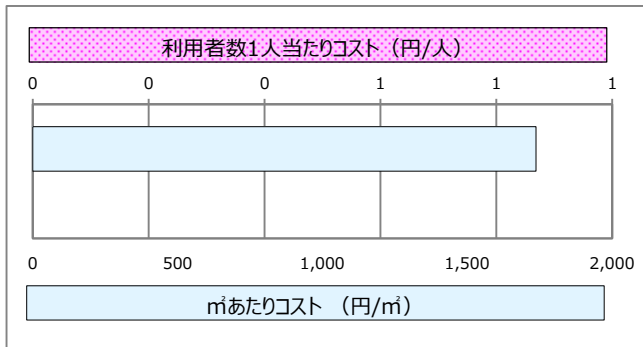 利用者数1人当たりコスト（円/人）
0 0 0 1 1 1
0 500 1,000 1,500 2,000
㎡あたりコスト （円/㎡）